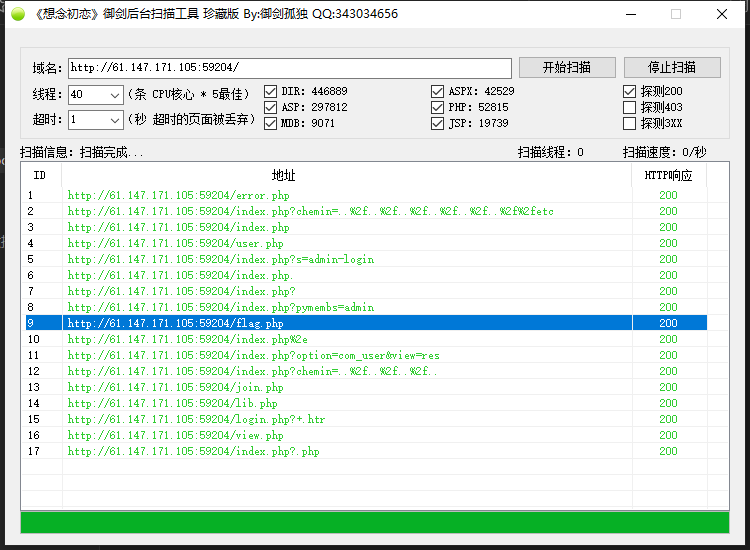 《想念初恋》御剑后台扫描工具 珍藏版 By:御剑孤独 QQ:343034656
域名: http://61.147.171.105:59204/ 开始扫描 停止扫描
线程: 40 (条 CPU核心 * 5最佳) DIR: 446889 ASPX: 42529 探测200
ASP: 297812 PHP: 52815 探测403
超时: 1 (秒 超时的页面被丢弃) MDB: 9071 JSP: 19739 探测3XX
扫描信息: 扫描完成... 扫描线程: 0 扫描速度: 0/秒
ID 地址 HTTP响应
1 http://61.147.171.105:59204/error.php 200
2 http://61.147.171.105:59204/index.php?chemin=..%2f..%2f..%2f..%2f..%2f..%2f%2fetc 200
3 http://61.147.171.105:59204/index.php 200
4 http://61.147.171.105:59204/user.php 200
5 http://61.147.171.105:59204/index.php?s=admin-login 200
6 http://61.147.171.105:59204/index.php. 200
7 http://61.147.171.105:59204/index.php? 200
8 http://61.147.171.105:59204/index.php?pymembs=admin 200
9 http://61.147.171.105:59204/flag.php 200
10 http://61.147.171.105:59204/index.php%2e 200
11 http://61.147.171.105:59204/index.php?option=com_user&view=res 200
12 http://61.147.171.105:59204/index.php?chemin=..%2f..%2f..%2f.. 200
13 http://61.147.171.105:59204/join.php 200
14 http://61.147.171.105:59204/lib.php 200
15 http://61.147.171.105:59204/login.php?+.htr 200
16 http://61.147.171.105:59204/view.php 200
17 http://61.147.171.105:59204/index.php?.php 200